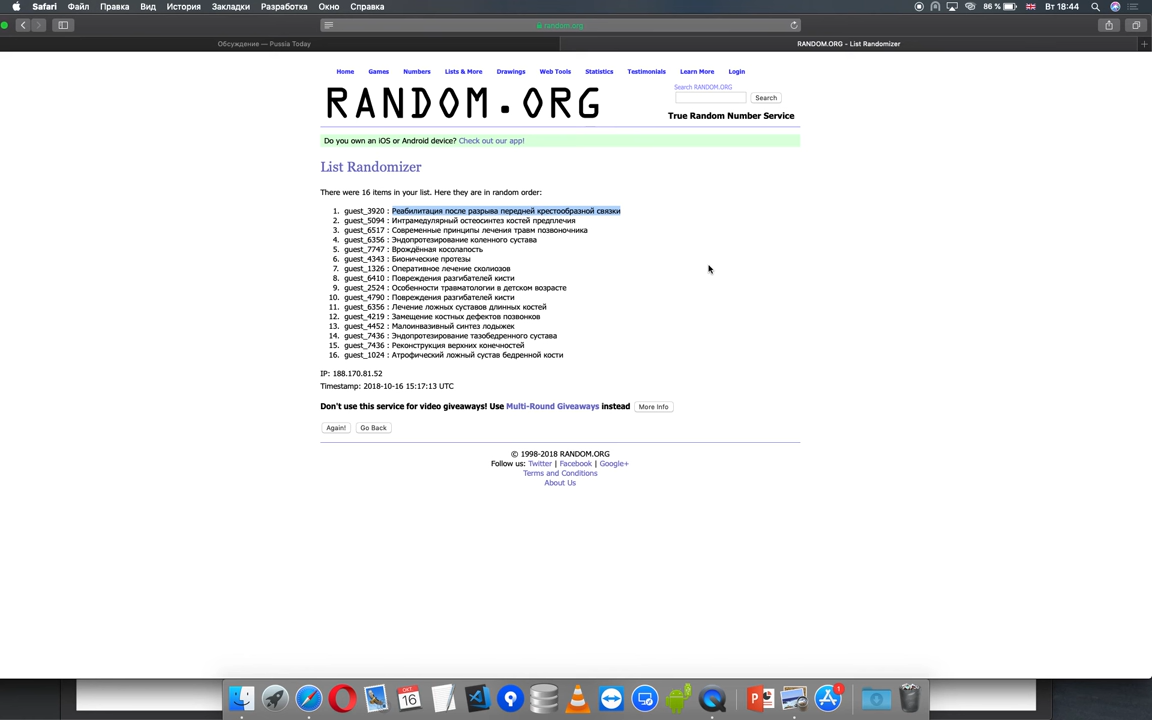 Safari Файл Правка Вид История Закладки Разработка Окно Справка 86 % Вт 18:44
random.org
Обсуждение — Pussia Today RANDOM.ORG - List Randomizer
Home Games Numbers Lists & More Drawings Web Tools Statistics Testimonials Learn More Login
Search RANDOM.ORG
RANDOM.ORG
Search
True Random Number Service
Do you own an iOS or Android device? Check out our app!
List Randomizer
There were 16 items in your list. Here they are in random order:
1. guest_3920 : Реабилитация после разрыва передней крестообразной связки
2. guest_5094 : Интрамедулярный остеосинтез костей предплечия
3. guest_6517 : Современные принципы лечения травм позвоночника
4. guest_6356 : Эндопротезирование коленного сустава
5. guest_7747 : Врождённая косолапость
6. guest_4343 : Бионические протезы
7. guest_1326 : Оперативное лечение сколиозов
8. guest_6410 : Повреждения разгибателей кисти
9. guest_2524 : Особенности травматологии в детском возрасте
10. guest_4790 : Повреждения разгибателей кисти
11. guest_6356 : Лечение ложных суставов длинных костей
12. guest_4219 : Замещение костных дефектов позвонков
13. guest_4452 : Малоинвазивный синтез лодыжек
14. guest_7436 : Эндопротезирование тазобедренного сустава
15. guest_7436 : Реконструкция верхних конечностей
16. guest_1024 : Атрофический ложный сустав бедренной кости
IP: 188.170.81.52
Timestamp: 2018-10-16 15:17:13 UTC
Don't use this service for video giveaways! Use Multi-Round Giveaways instead More Info
Again! Go Back
© 1998-2018 RANDOM.ORG
Follow us: Twitter | Facebook | Google+
Terms and Conditions
About Us
ОКТ
16
1